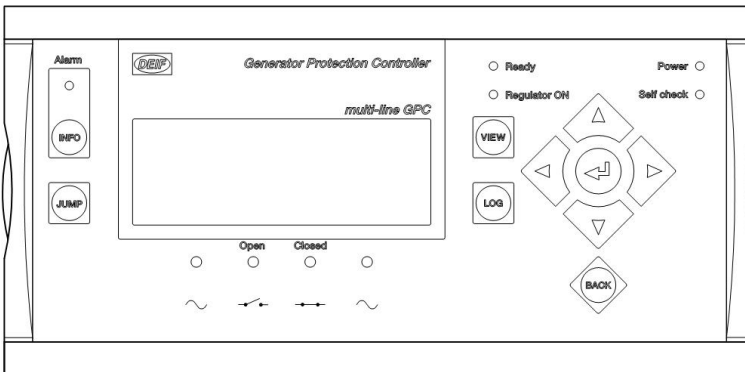 Alarm
DEIF
Generator Protection Controller
Ready
Power
Regulator ON
Self check
multi-line GPC
INFO
VIEW
JUMP
LOG
Open
Closed
BACK